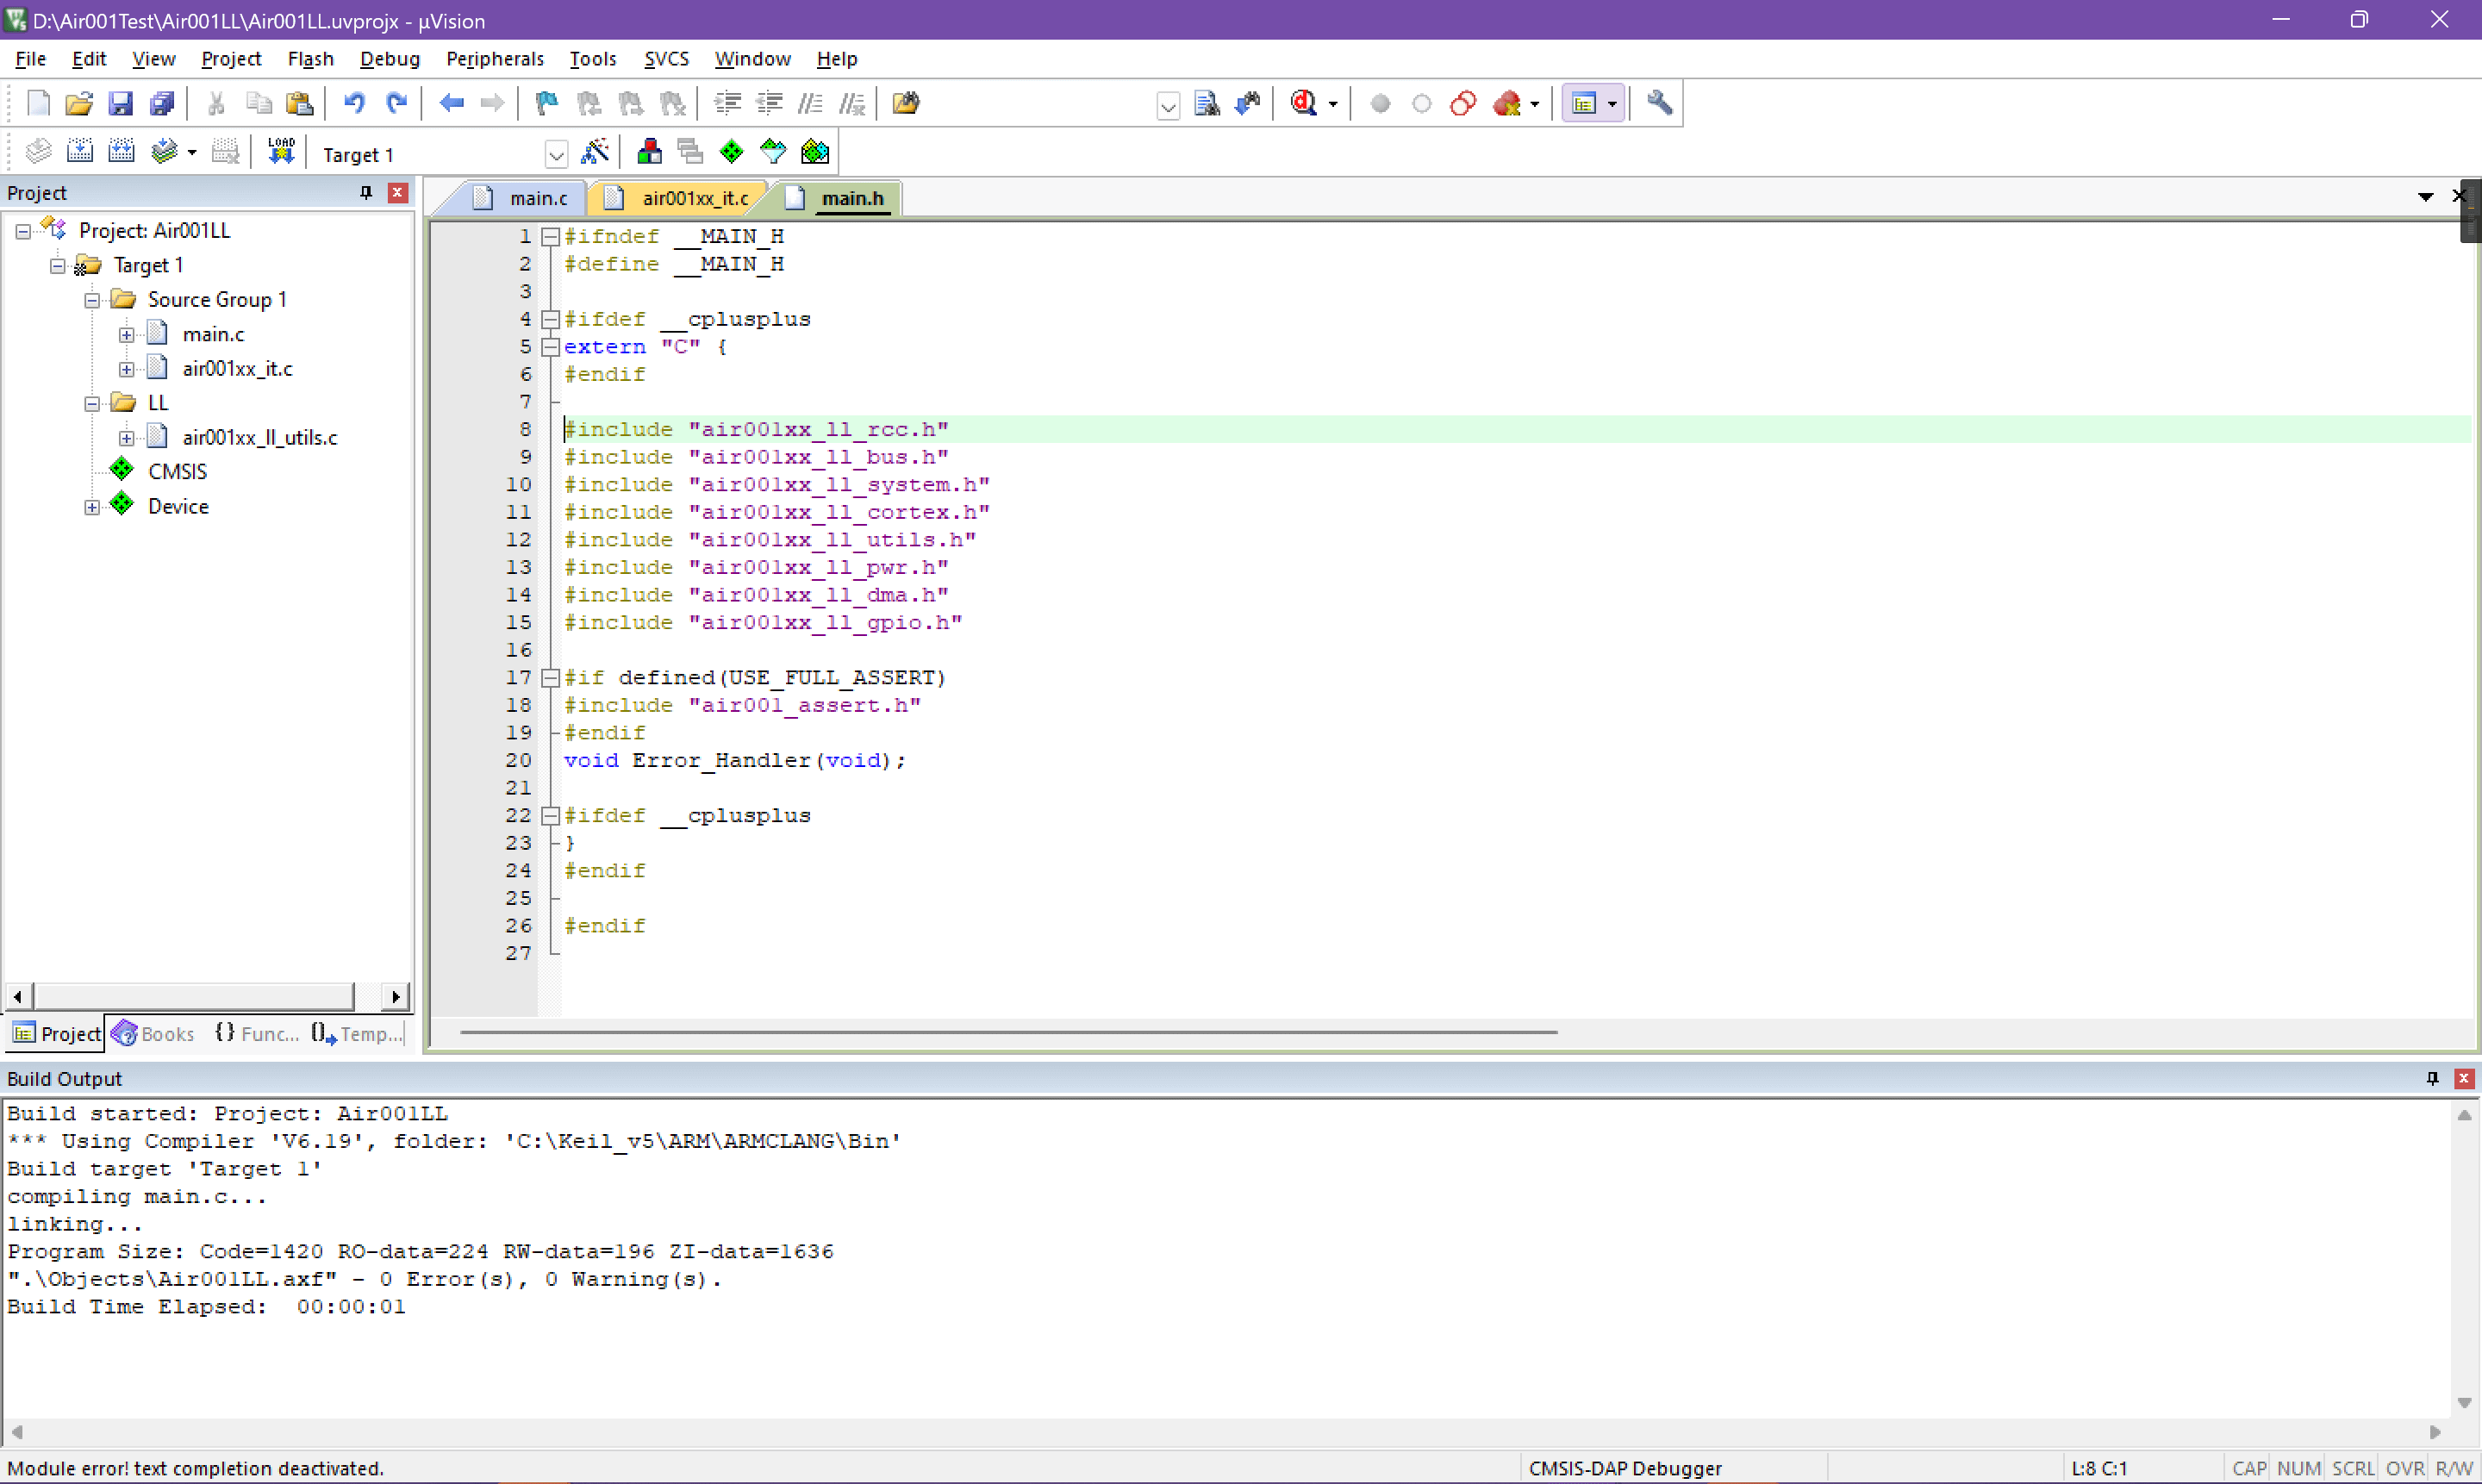 D:\Air001Test\Air001LL\Air001LL.uvprojx - µVision
File Edit View Project Flash Debug Peripherals Tools SVCS Window Help
LOAD Target 1
Project
Project: Air001LL
Target 1
Source Group 1
main.c
air001xx_it.c
LL
air001xx_ll_utils.c
CMSIS
Device
Project Books {} Func... Temp...
main.c air001xx_it.c main.h
1 #ifndef __MAIN_H
2 #define __MAIN_H
3
4 #ifdef __cplusplus
5 extern "C" {
6 #endif
7
8 #include "air001xx_ll_rcc.h"
9 #include "air001xx_ll_bus.h"
10 #include "air001xx_ll_system.h"
11 #include "air001xx_ll_cortex.h"
12 #include "air001xx_ll_utils.h"
13 #include "air001xx_ll_pwr.h"
14 #include "air001xx_ll_dma.h"
15 #include "air001xx_ll_gpio.h"
16
17 #if defined(USE_FULL_ASSERT)
18 #include "air001_assert.h"
19 #endif
20 void Error_Handler(void);
21
22 #ifdef __cplusplus
23 }
24 #endif
25
26 #endif
27
Build Output
Build started: Project: Air001LL
*** Using Compiler 'V6.19', folder: 'C:\Keil_v5\ARM\ARMCLANG\Bin'
Build target 'Target 1'
compiling main.c...
linking...
Program Size: Code=1420 RO-data=224 RW-data=196 ZI-data=1636
".\Objects\Air001LL.axf" - 0 Error(s), 0 Warning(s).
Build Time Elapsed:  00:00:01
Module error! text completion deactivated. CMSIS-DAP Debugger L:8 C:1 CAP NUM SCRL OVR R/W